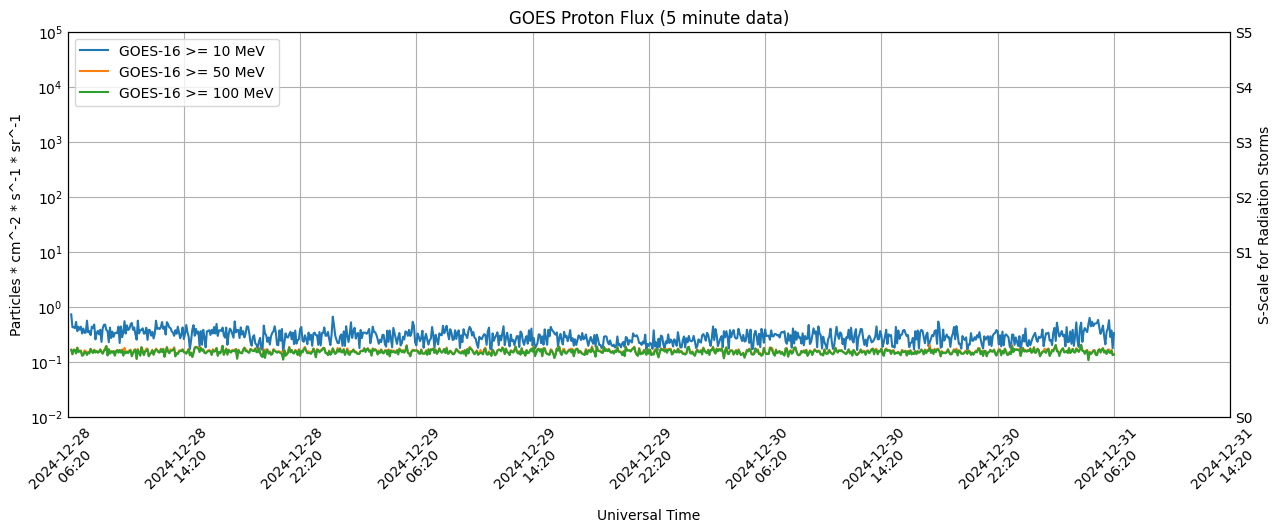 GOES Proton Flux (5 minute data)
GOES-16 >= 10 MeV
GOES-16 >= 50 MeV
GOES-16 >= 100 MeV
Particles * cm^-2 * s^-1 * sr^-1
10^5
10^4
10^3
10^2
10^1
10^0
10^-1
10^-2
S5
S4
S3
S2
S1
S0
S-Scale for Radiation Storms
2024-12-28
06:20
2024-12-28
14:20
2024-12-28
22:20
2024-12-29
06:20
2024-12-29
14:20
2024-12-29
22:20
2024-12-30
06:20
2024-12-30
14:20
2024-12-30
22:20
2024-12-31
06:20
2024-12-31
14:20
Universal Time